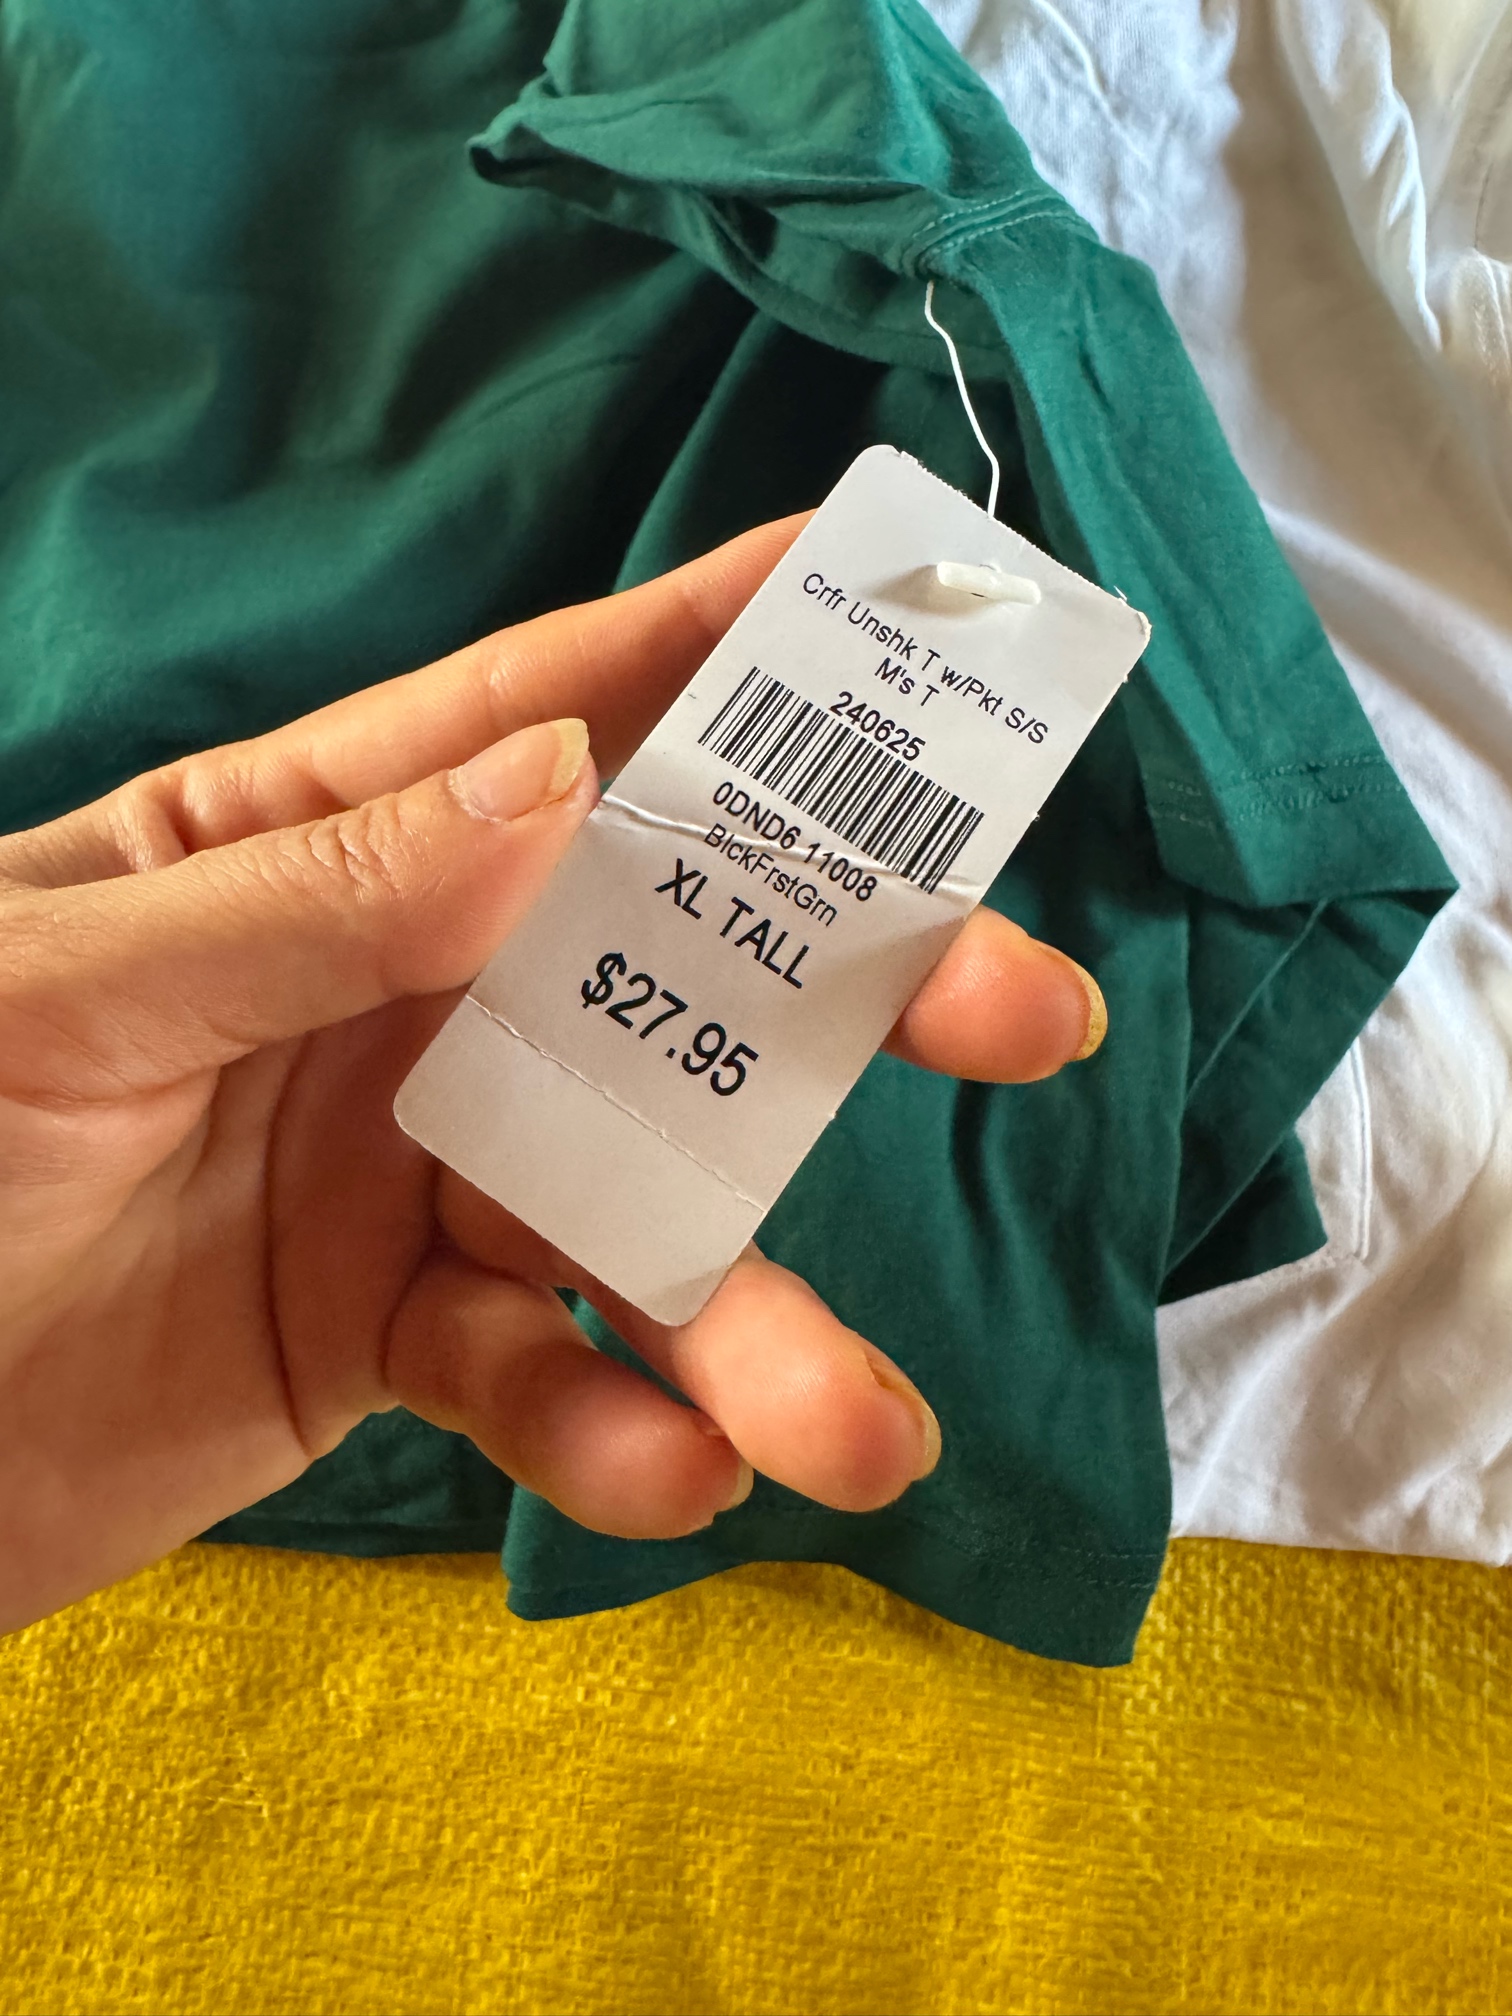 Crfr Unshk T w/Pkt S/S
M's T
240625
0DND6 11008
BlckFrstGrn
XL TALL
$27.95